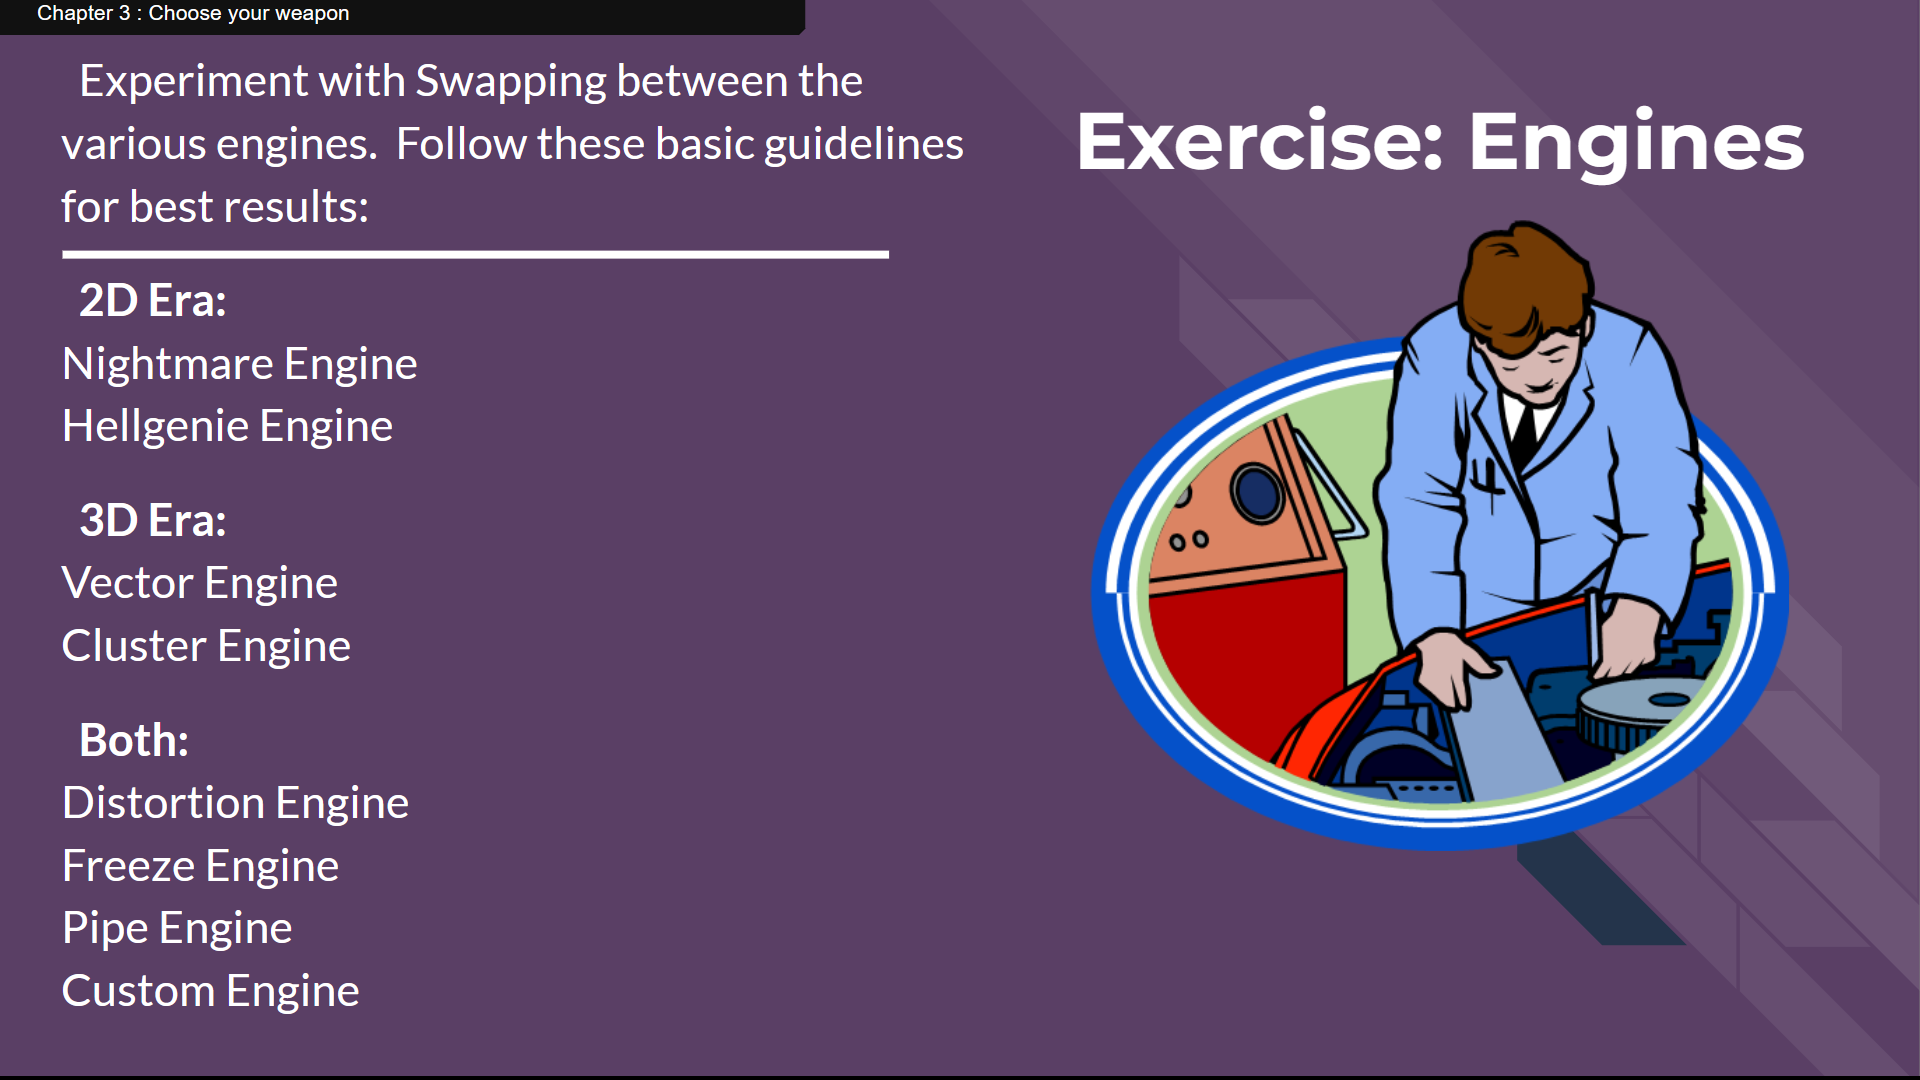 Chapter 3 : Choose your weapon
Experiment with Swapping between the
various engines.  Follow these basic guidelines
for best results:
Exercise: Engines
2D Era:
Nightmare Engine
Hellgenie Engine
3D Era:
Vector Engine
Cluster Engine
Both:
Distortion Engine
Freeze Engine
Pipe Engine
Custom Engine